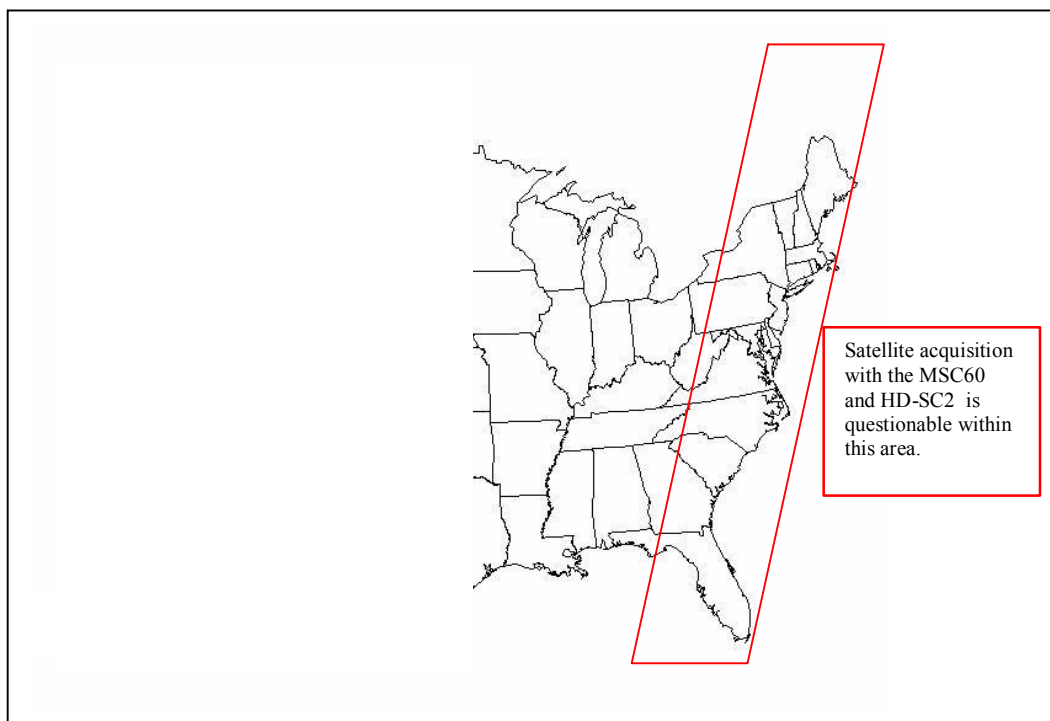 Satellite acquisition
with the MSC60
and HD-SC2 is
questionable within
this area.